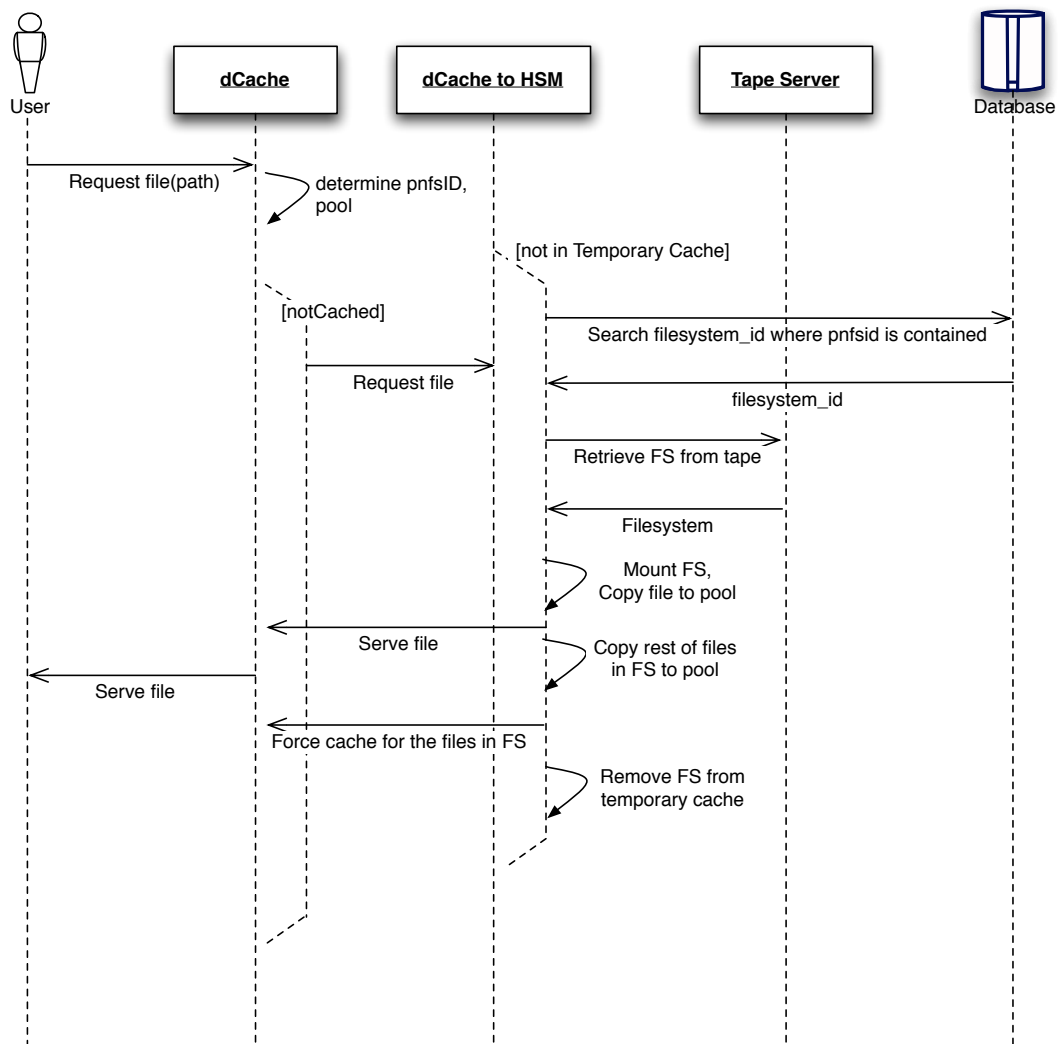 User
dCache
dCache to HSM
Tape Server
Database
Request file(path)
determine pnfsID,
pool
[not in Temporary Cache]
[notCached]
Search filesystem_id where pnfsid is contained
Request file
filesystem_id
Retrieve FS from tape
Filesystem
Mount FS,
Copy file to pool
Serve file
Copy rest of files
in FS to pool
Serve file
Force cache for the files in FS
Remove FS from
temporary cache